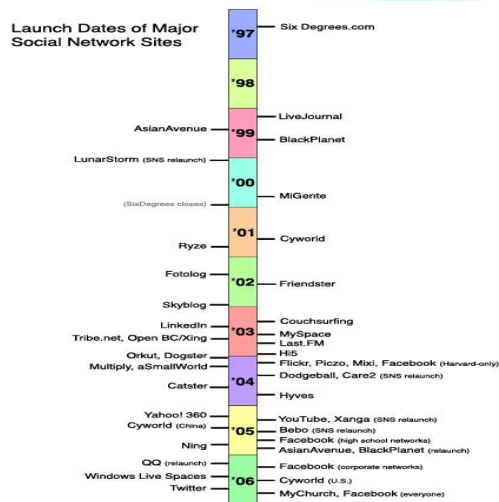 Launch Dates of Major
Social Network Sites
'97
Six Degrees.com
'98
LiveJournal
AsianAvenue
'99
BlackPlanet
LunarStorm (SNS relaunch)
'00
MiGente
(SixDegrees closes)
'01
Cyworld
Ryze
Fotolog
'02
Friendster
Skyblog
Couchsurfing
LinkedIn
'03
MySpace
Tribe.net, Open BC/Xing
Last.FM
Hi5
Orkut, Dogster
Flickr, Piczo, Mixi, Facebook (Harvard-only)
Multiply, aSmallWorld
Dodgeball, Care2 (SNS relaunch)
'04
Catster
Hyves
Yahoo! 360
YouTube, Xanga (SNS relaunch)
Cyworld (China)
'05
Bebo (SNS relaunch)
Facebook (high school networks)
Ning
AsianAvenue, BlackPlanet (relaunch)
QQ (relaunch)
Facebook (corporate networks)
Windows Live Spaces
'06
Cyworld (U.S.)
Twitter
MyChurch, Facebook (everyone)